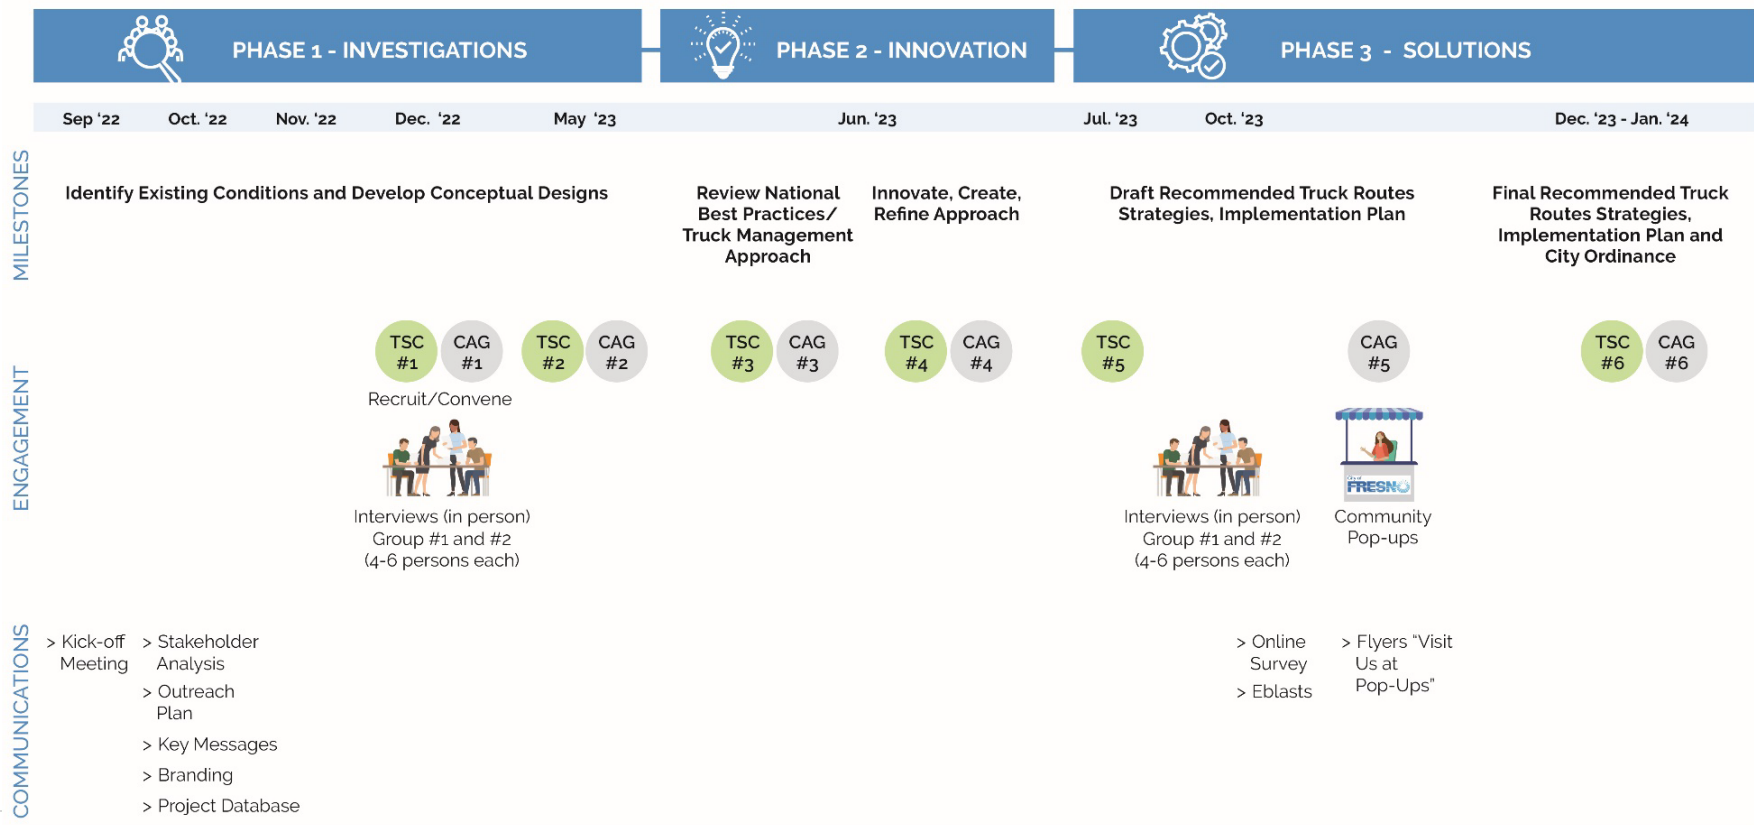 PHASE 1 - INVESTIGATIONS
PHASE 2 - INNOVATION
PHASE 3 - SOLUTIONS
Sep ‘22
Oct. ‘22
Nov. ‘22
Dec. ‘22
May ‘23
Jun. ‘23
Jul. ‘23
Oct. ‘23
Dec. ‘23 - Jan. ‘24
MILESTONES
Identify Existing Conditions and Develop Conceptual Designs
Review National
Best Practices/
Truck Management
Approach
Innovate, Create,
Refine Approach
Draft Recommended Truck Routes
Strategies, Implementation Plan
Final Recommended Truck
Routes Strategies,
Implementation Plan and
City Ordinance
ENGAGEMENT
TSC
#1
CAG
#1
TSC
#2
CAG
#2
TSC
#3
CAG
#3
TSC
#4
CAG
#4
TSC
#5
CAG
#5
TSC
#6
CAG
#6
Recruit/Convene
Interviews (in person)
Group #1 and #2
(4-6 persons each)
Interviews (in person)
Group #1 and #2
(4-6 persons each)
City of
FRESNO
Community
Pop-ups
COMMUNICATIONS
> Kick-off
Meeting
> Stakeholder
Analysis
> Outreach
Plan
> Key Messages
> Branding
> Project Database
> Online
Survey
> Eblasts
> Flyers “Visit
Us at
Pop-Ups”